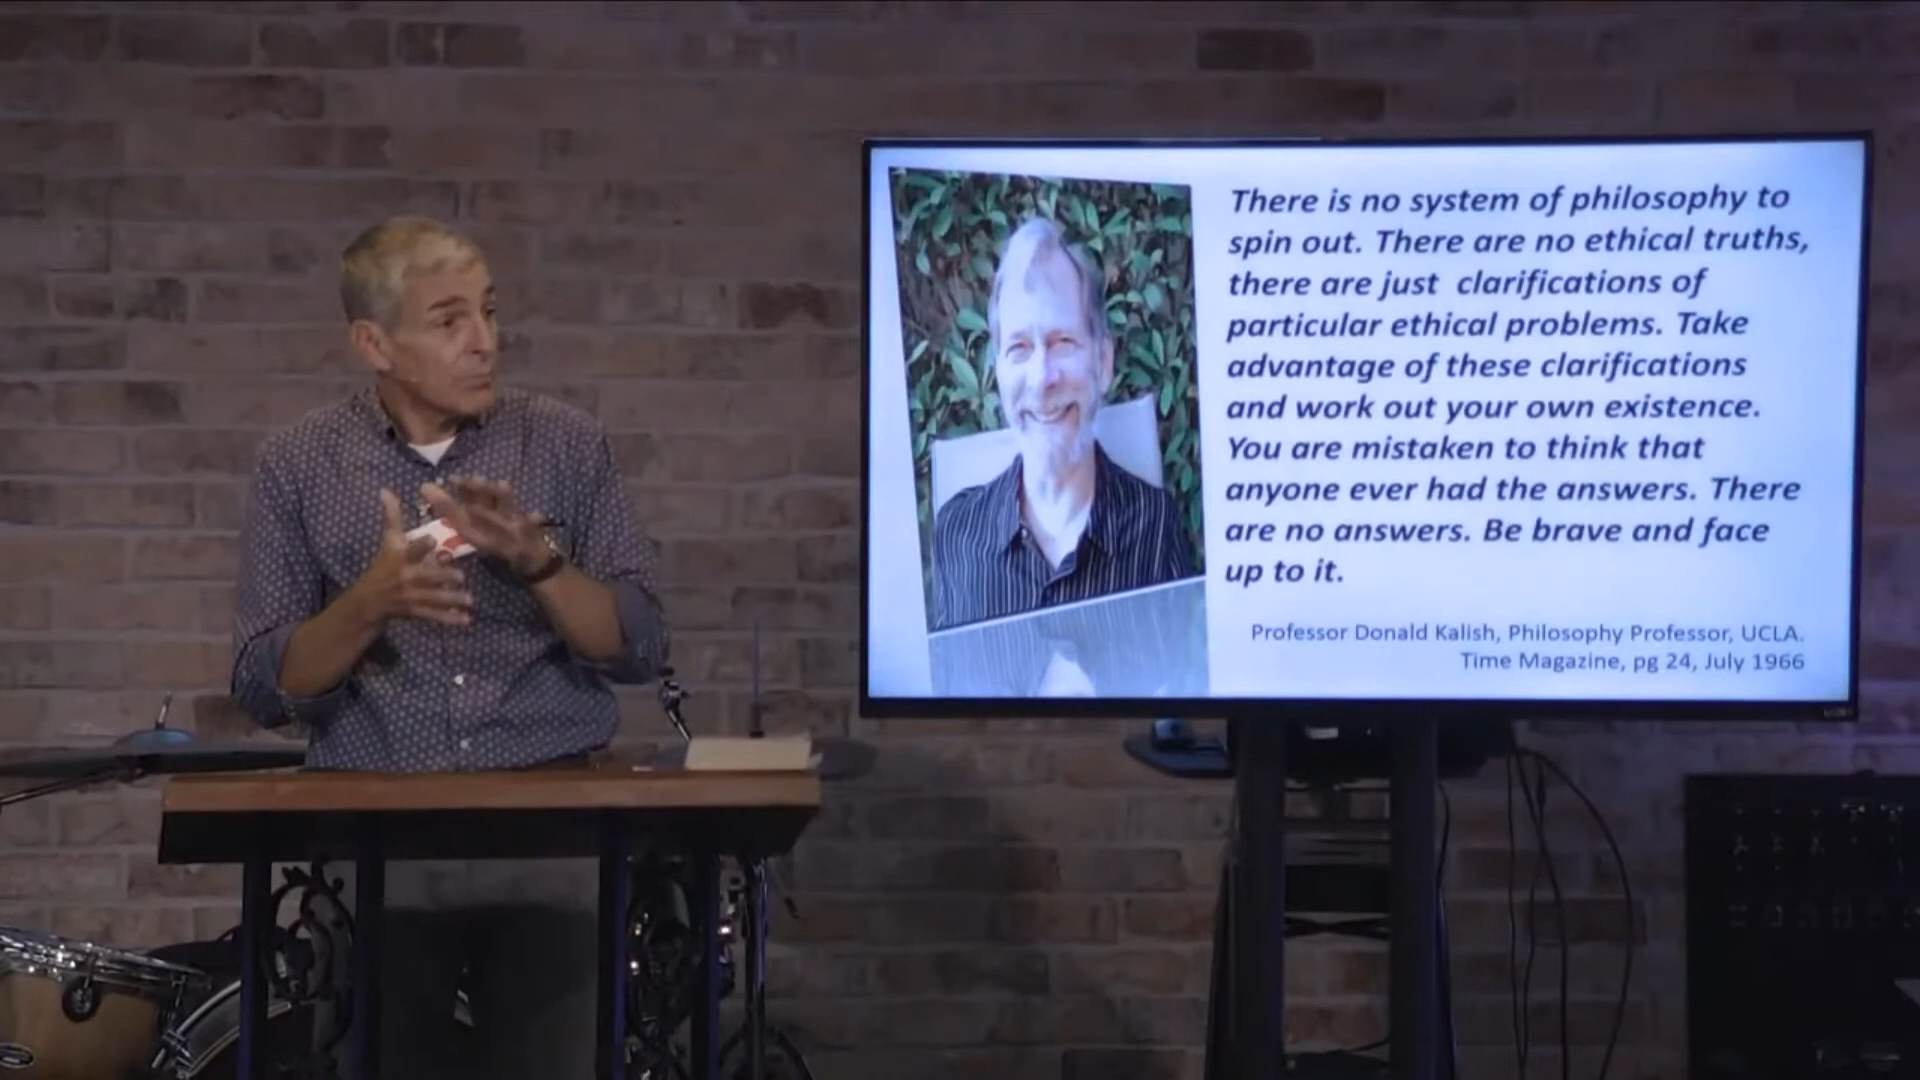 There is no system of philosophy to
spin out. There are no ethical truths,
there are just clarifications of
particular ethical problems. Take
advantage of these clarifications
and work out your own existence.
You are mistaken to think that
anyone ever had the answers. There
are no answers. Be brave and face
up to it.
Professor Donald Kalish, Philosophy Professor, UCLA.
Time Magazine, pg 24, July 1966